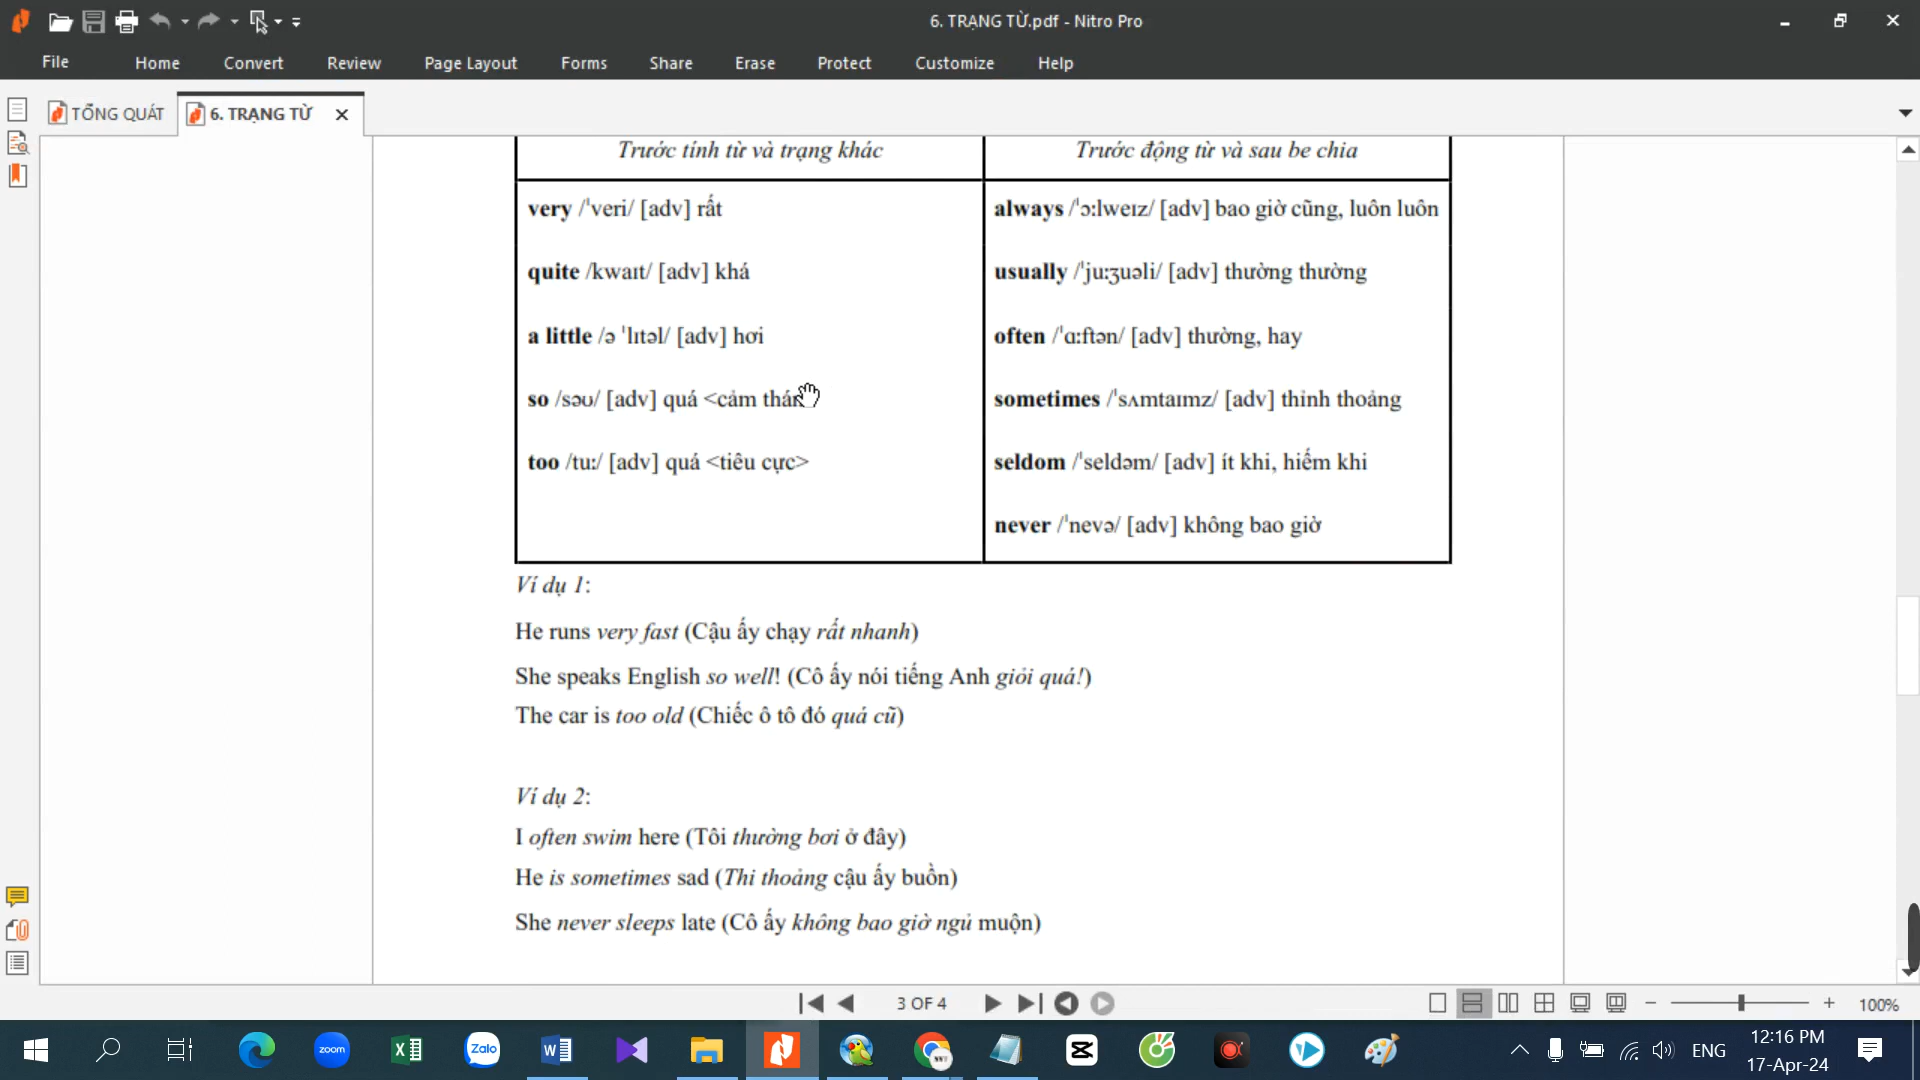 6. TRẠNG TỪ.pdf - Nitro Pro
File Home Convert Review Page Layout Forms Share Erase Protect Customize Help
TỔNG QUÁT 6. TRẠNG TỪ
Trước tính từ và trạng khác
Trước động từ và sau be chia
very /ˈveri/ [adv] rất
quite /kwaɪt/ [adv] khá
a little /ə ˈlɪtəl/ [adv] hơi
so /səʊ/ [adv] quá <cảm
too /tuː/ [adv] quá <tiêu cực>
always /ˈɔːlweɪz/ [adv] bao giờ cũng, luôn luôn
usually /ˈjuːʒuəli/ [adv] thường thường
often /ˈɑːftən/ [adv] thường, hay
sometimes /ˈsʌmtaɪmz/ [adv] thỉnh thoảng
seldom /ˈseldəm/ [adv] ít khi, hiếm khi
never /ˈnevə/ [adv] không bao giờ
Ví dụ 1:
He runs very fast (Cậu ấy chạy rất nhanh)
She speaks English so well! (Cô ấy nói tiếng Anh giỏi quá!)
The car is too old (Chiếc ô tô đó quá cũ)
Ví dụ 2:
I often swim here (Tôi thường bơi ở đây)
He is sometimes sad (Thi thoảng cậu ấy buồn)
She never sleeps late (Cô ấy không bao giờ ngủ muộn)
3 OF 4
100%
zoom
Zalo
ENG
12:16 PM
17-Apr-24